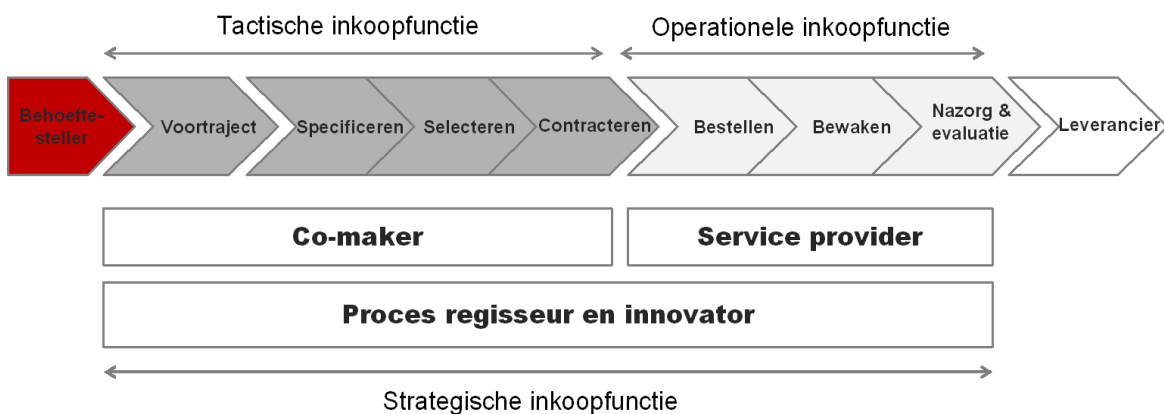 Tactische inkoopfunctie
Operationele inkoopfunctie
Behoefte-
steller
Voortraject
Specificeren
Selecteren
Contracteren
Bestellen
Bewaken
Nazorg &
evaluatie
Leverancier
Co-maker
Service provider
Proces regisseur en innovator
Strategische inkoopfunctie